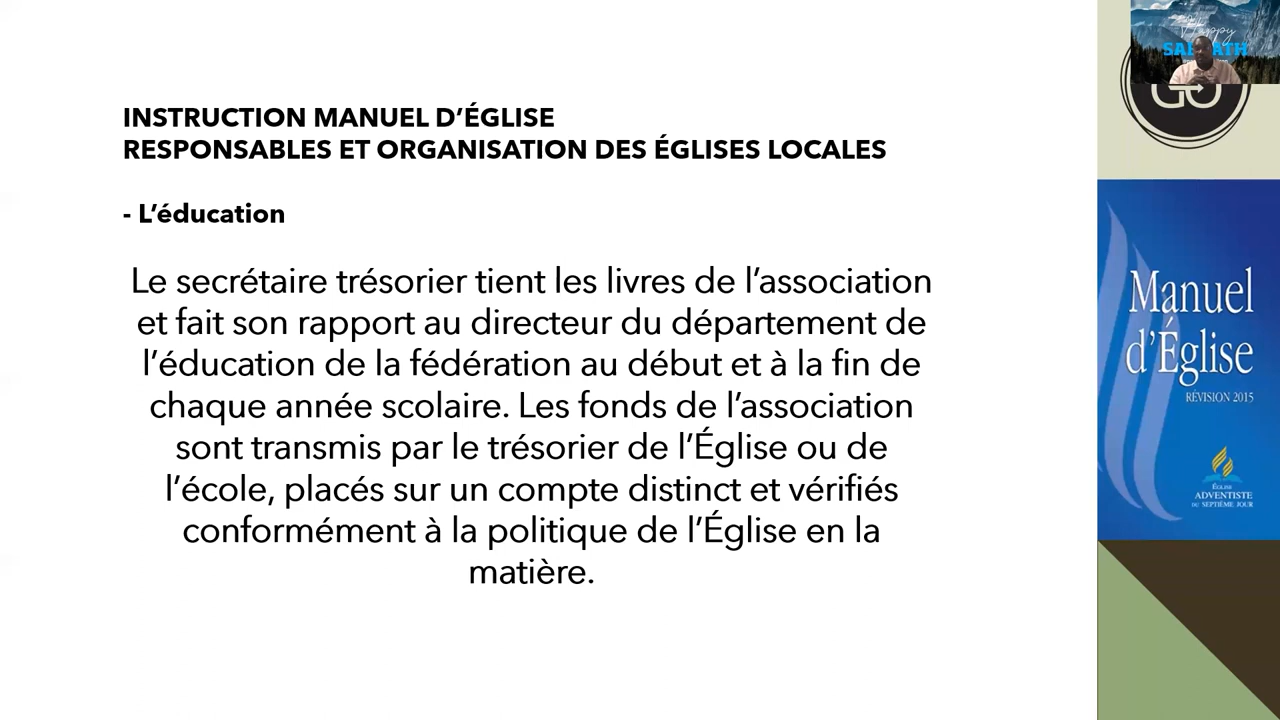 INSTRUCTION MANUEL D’ÉGLISE
RESPONSABLES ET ORGANISATION DES ÉGLISES LOCALES
- L’éducation
Le secrétaire trésorier tient les livres de l’association
et fait son rapport au directeur du département de
l’éducation de la fédération au début et à la fin de
chaque année scolaire. Les fonds de l’association
sont transmis par le trésorier de l’Église ou de
l’école, placés sur un compte distinct et vérifiés
conformément à la politique de l’Église en la
matière.
Happy
GO
Manuel
d’Église
RÉVISION 2015
ÉGLISE
ADVENTISTE
DU SEPTIÈME JOUR